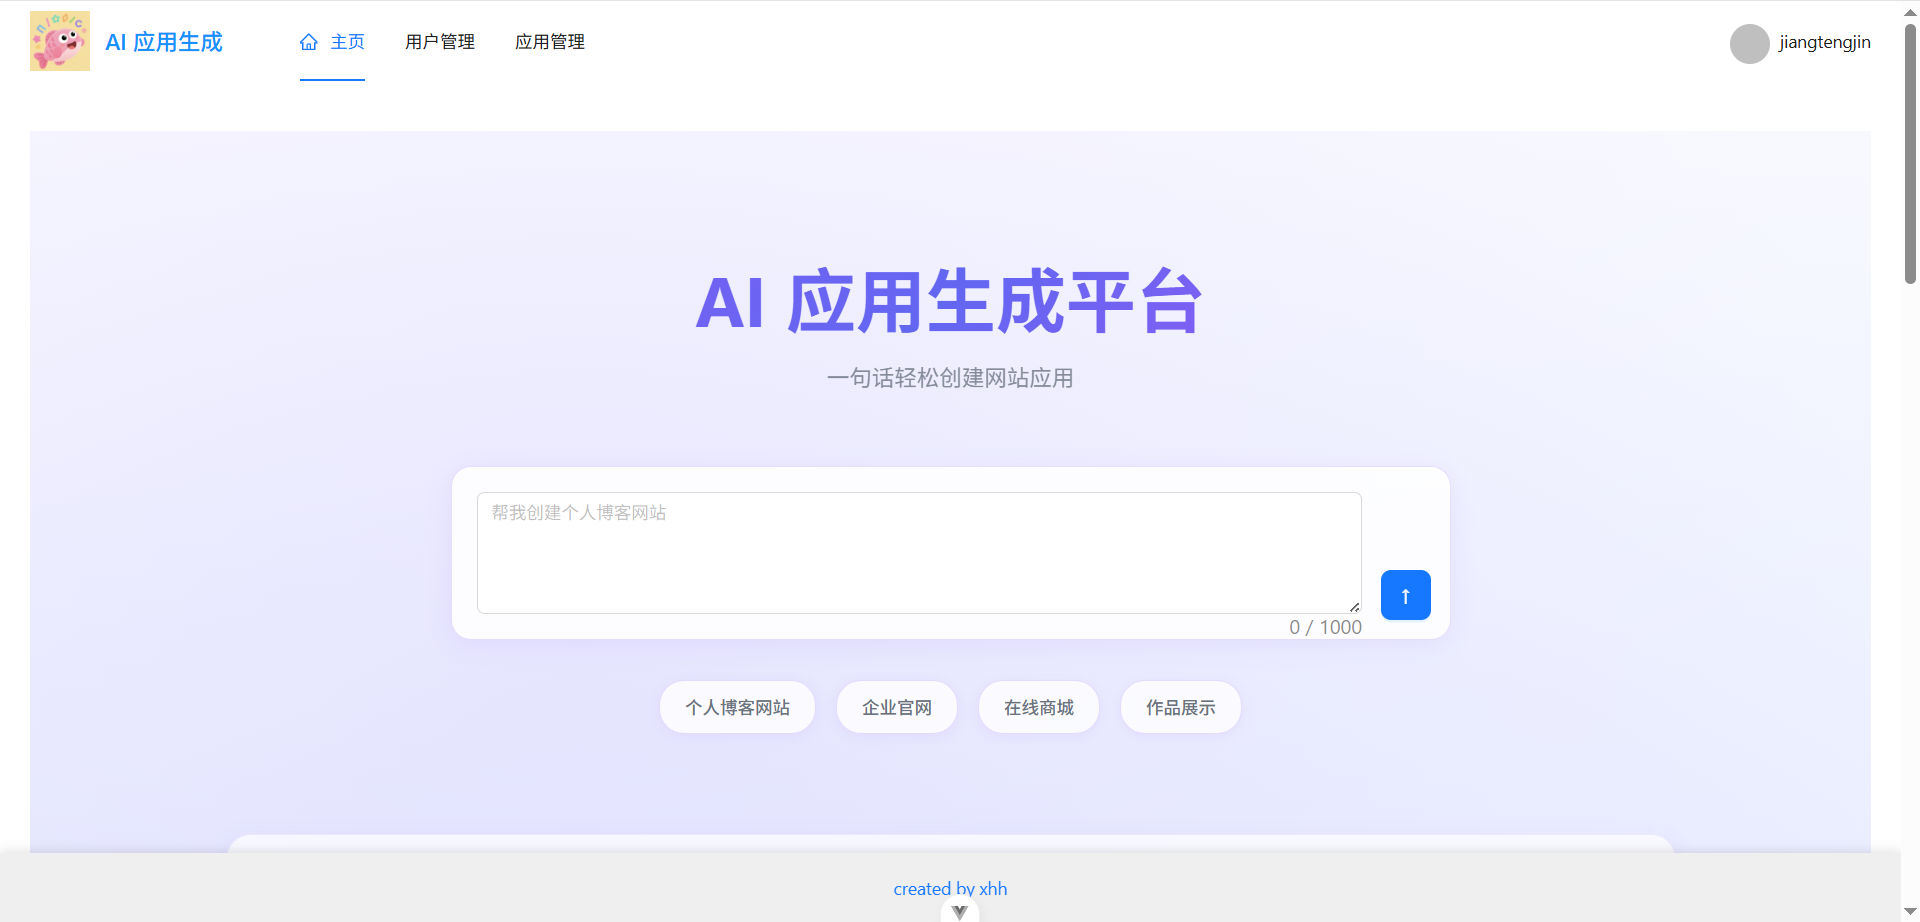 AI 应用生成
主页
用户管理
应用管理
jiangtengjin
AI 应用生成平台
一句话轻松创建网站应用
帮我创建个人博客网站
↑
0 / 1000
个人博客网站
企业官网
在线商城
作品展示
created by xhh